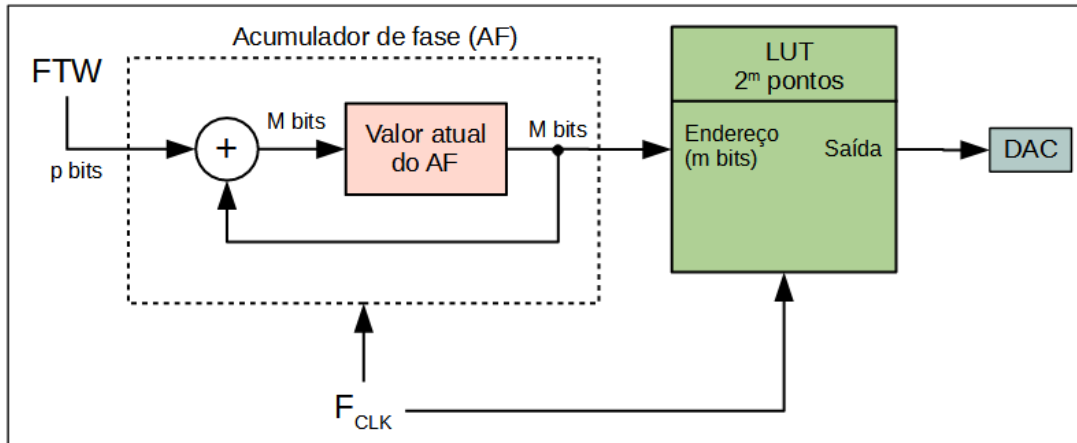 Acumulador de fase (AF)
FTW
p bits
+
M bits
Valor atual
do AF
M bits
LUT
2ᵐ pontos
Endereço
(m bits)
Saída
DAC
F_CLK